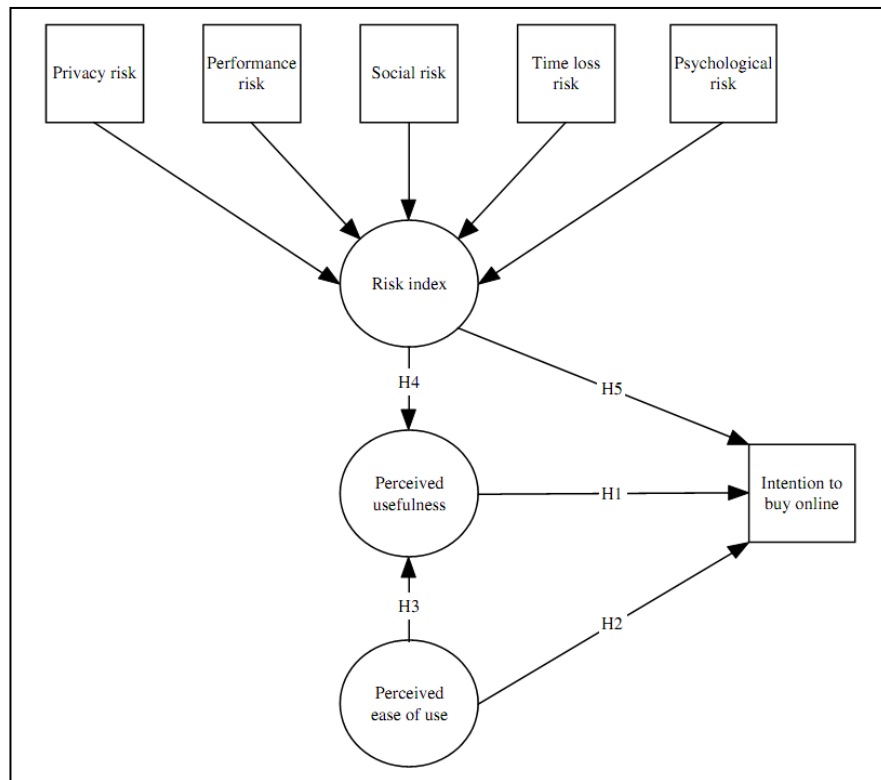 Privacy risk
Performance
risk
Social risk
Time loss
risk
Psychological
risk
Risk index
H4
H5
Perceived
usefulness
H1
Intention to
buy online
H3
H2
Perceived
ease of use